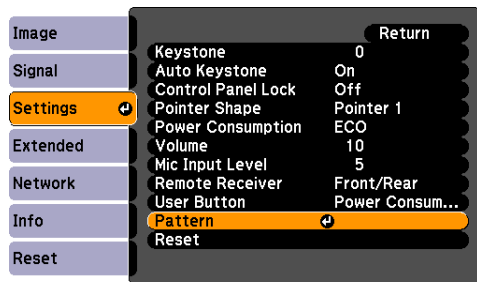 Image
Signal
Settings
Extended
Network
Info
Reset
Return
Keystone 0
Auto Keystone On
Control Panel Lock Off
Pointer Shape Pointer 1
Power Consumption ECO
Volume 10
Mic Input Level 5
Remote Receiver Front/Rear
User Button Power Consum...
Pattern
Reset